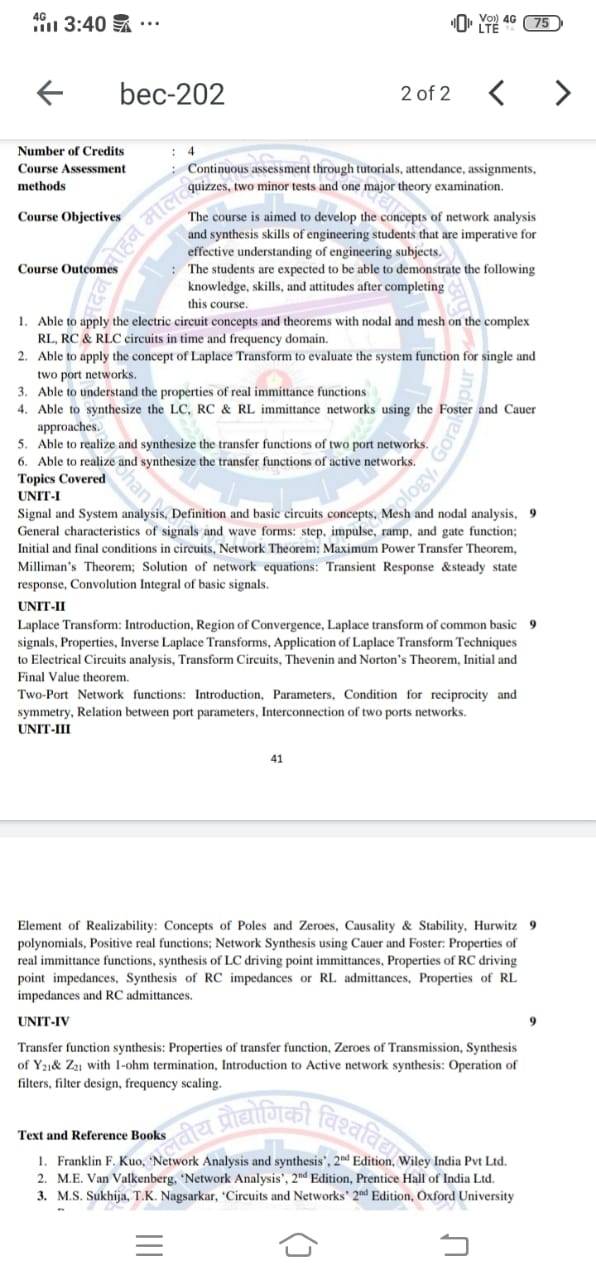 4G 3:40 ... Vo)) 4G LTE 75
bec-202 2 of 2
Number of Credits : 4
Course Assessment : Continuous assessment through tutorials, attendance, assignments,
methods quizzes, two minor tests and one major theory examination.
Course Objectives The course is aimed to develop the concepts of network analysis
and synthesis skills of engineering students that are imperative for
effective understanding of engineering subjects.
Course Outcomes : The students are expected to be able to demonstrate the following
knowledge, skills, and attitudes after completing
this course.
1. Able to apply the electric circuit concepts and theorems with nodal and mesh on the complex
RL, RC & RLC circuits in time and frequency domain.
2. Able to apply the concept of Laplace Transform to evaluate the system function for single and
two port networks.
3. Able to understand the properties of real immittance functions
4. Able to synthesize the LC, RC & RL immittance networks using the Foster and Cauer
approaches.
5. Able to realize and synthesize the transfer functions of two port networks.
6. Able to realize and synthesize the transfer functions of active networks.
Topics Covered
UNIT-I
Signal and System analysis, Definition and basic circuits concepts, Mesh and nodal analysis, 9
General characteristics of signals and wave forms: step, impulse, ramp, and gate function;
Initial and final conditions in circuits, Network Theorem: Maximum Power Transfer Theorem,
Milliman's Theorem; Solution of network equations: Transient Response &steady state
response, Convolution Integral of basic signals.
UNIT-II
Laplace Transform: Introduction, Region of Convergence, Laplace transform of common basic 9
signals, Properties, Inverse Laplace Transforms, Application of Laplace Transform Techniques
to Electrical Circuits analysis, Transform Circuits, Thevenin and Norton's Theorem, Initial and
Final Value theorem.
Two-Port Network functions: Introduction, Parameters, Condition for reciprocity and
symmetry, Relation between port parameters, Interconnection of two ports networks.
UNIT-III
41
Element of Realizability: Concepts of Poles and Zeroes, Causality & Stability, Hurwitz 9
polynomials, Positive real functions; Network Synthesis using Cauer and Foster: Properties of
real immittance functions, synthesis of LC driving point immittances, Properties of RC driving
point impedances, Synthesis of RC impedances or RL admittances, Properties of RL
impedances and RC admittances.
UNIT-IV 9
Transfer function synthesis: Properties of transfer function, Zeroes of Transmission, Synthesis
of Y21& Z21 with 1-ohm termination, Introduction to Active network synthesis: Operation of
filters, filter design, frequency scaling.
Text and Reference Books
1. Franklin F. Kuo, 'Network Analysis and synthesis', 2nd Edition, Wiley India Pvt Ltd.
2. M.E. Van Valkenberg, 'Network Analysis', 2nd Edition, Prentice Hall of India Ltd.
3. M.S. Sukhija, T.K. Nagsarkar, 'Circuits and Networks' 2nd Edition, Oxford University